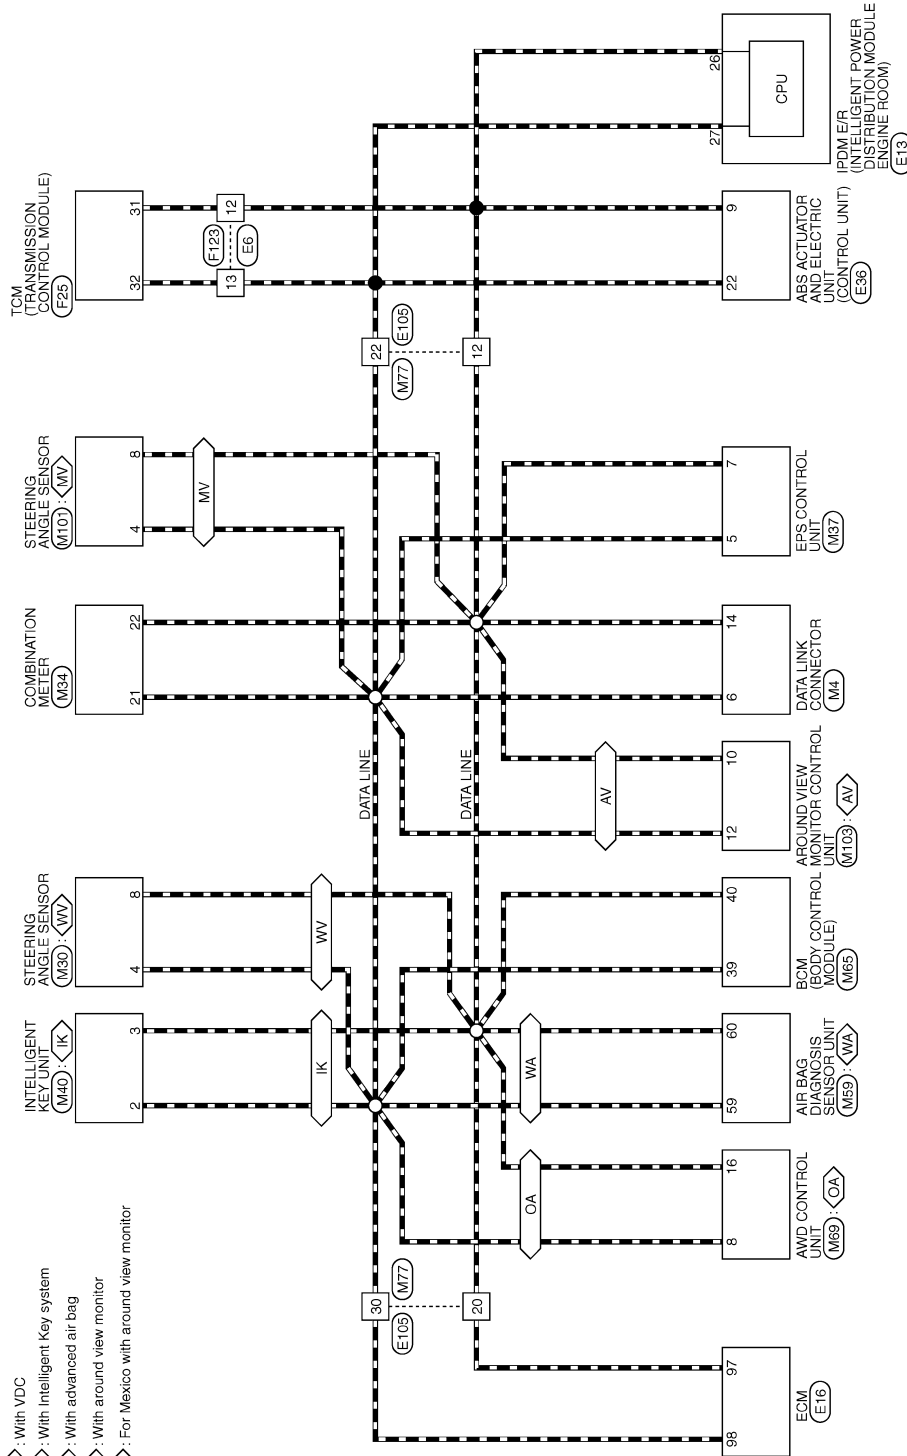 : With VDC
: With Intelligent Key system
: With advanced air bag
: With around view monitor
: For Mexico with around view monitor
INTELLIGENT
KEY UNIT
M40 : IK
2
3
STEERING
ANGLE SENSOR
M30 : WV
4
8
COMBINATION
METER
M34
21
22
STEERING
ANGLE SENSOR
M101 : MV
4
8
TCM
(TRANSMISSION
CONTROL MODULE)
F25
32
31
IK
WV
MV
13
12
F123
E6
30
20
M77
E105
DATA LINE
DATA LINE
22
12
E105
M77
OA
WA
AV
98
97
ECM
E16
8
16
AWD CONTROL
UNIT
M69 : OA
59
60
AIR BAG
DIAGNOSIS
SENSOR UNIT
M59 : WA
39
40
BCM
(BODY CONTROL
MODULE)
M65
12
10
AROUND VIEW
MONITOR CONTROL
UNIT
M103 : AV
6
14
DATA LINK
CONNECTOR
M4
5
7
EPS CONTROL
UNIT
M37
22
9
ABS ACTUATOR
AND ELECTRIC
UNIT
(CONTROL UNIT)
E36
27
26
CPU
IPDM E/R
(INTELLIGENT POWER
DISTRIBUTION MODULE
ENGINE ROOM)
E13